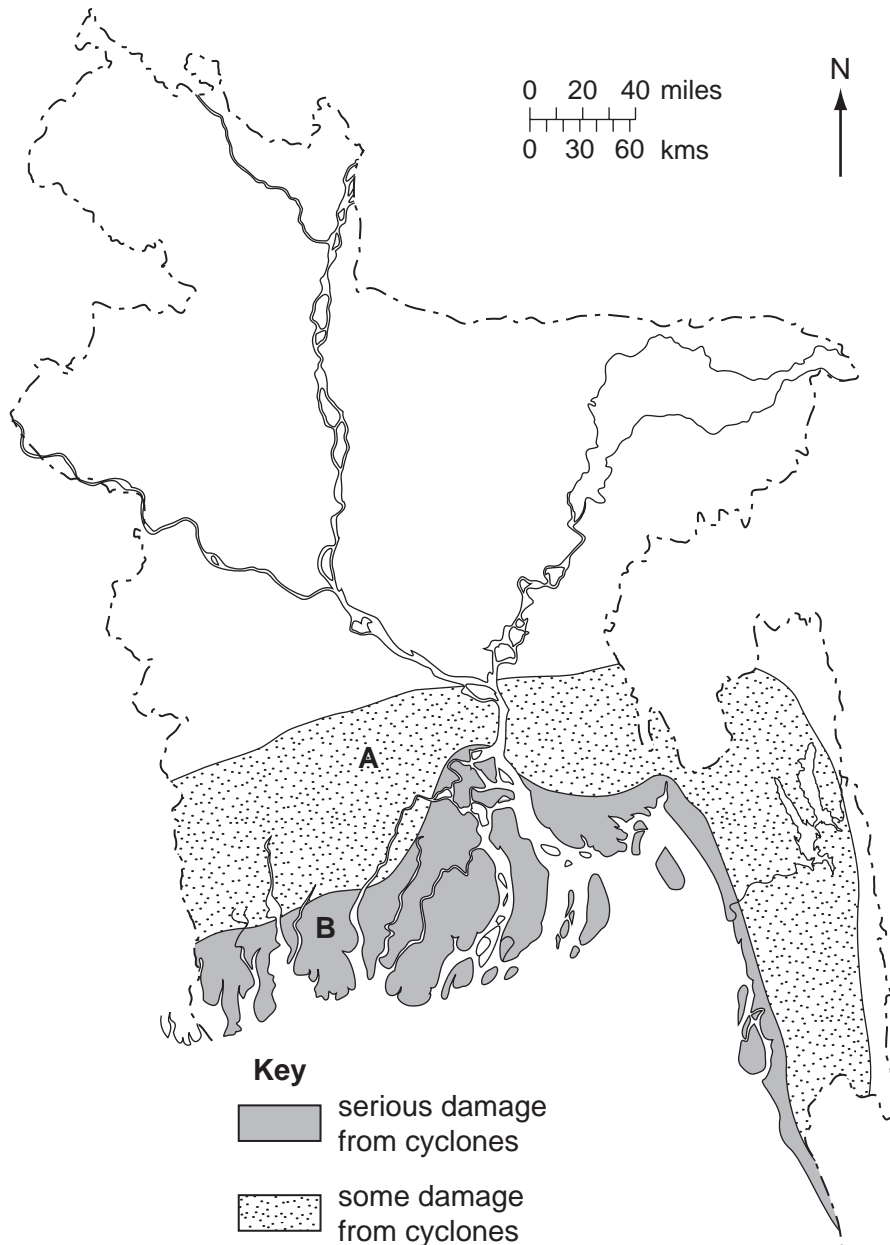 N
0 20 40 miles
0 30 60 kms
A
B
Key
serious damage
from cyclones
some damage
from cyclones